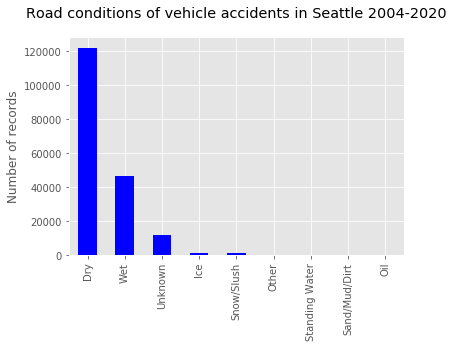 Road conditions of vehicle accidents in Seattle 2004-2020
Number of records
120000
100000
80000
60000
40000
20000
0
Dry
Wet
Unknown
Ice
Snow/Slush
Other
Standing Water
Sand/Mud/Dirt
Oil